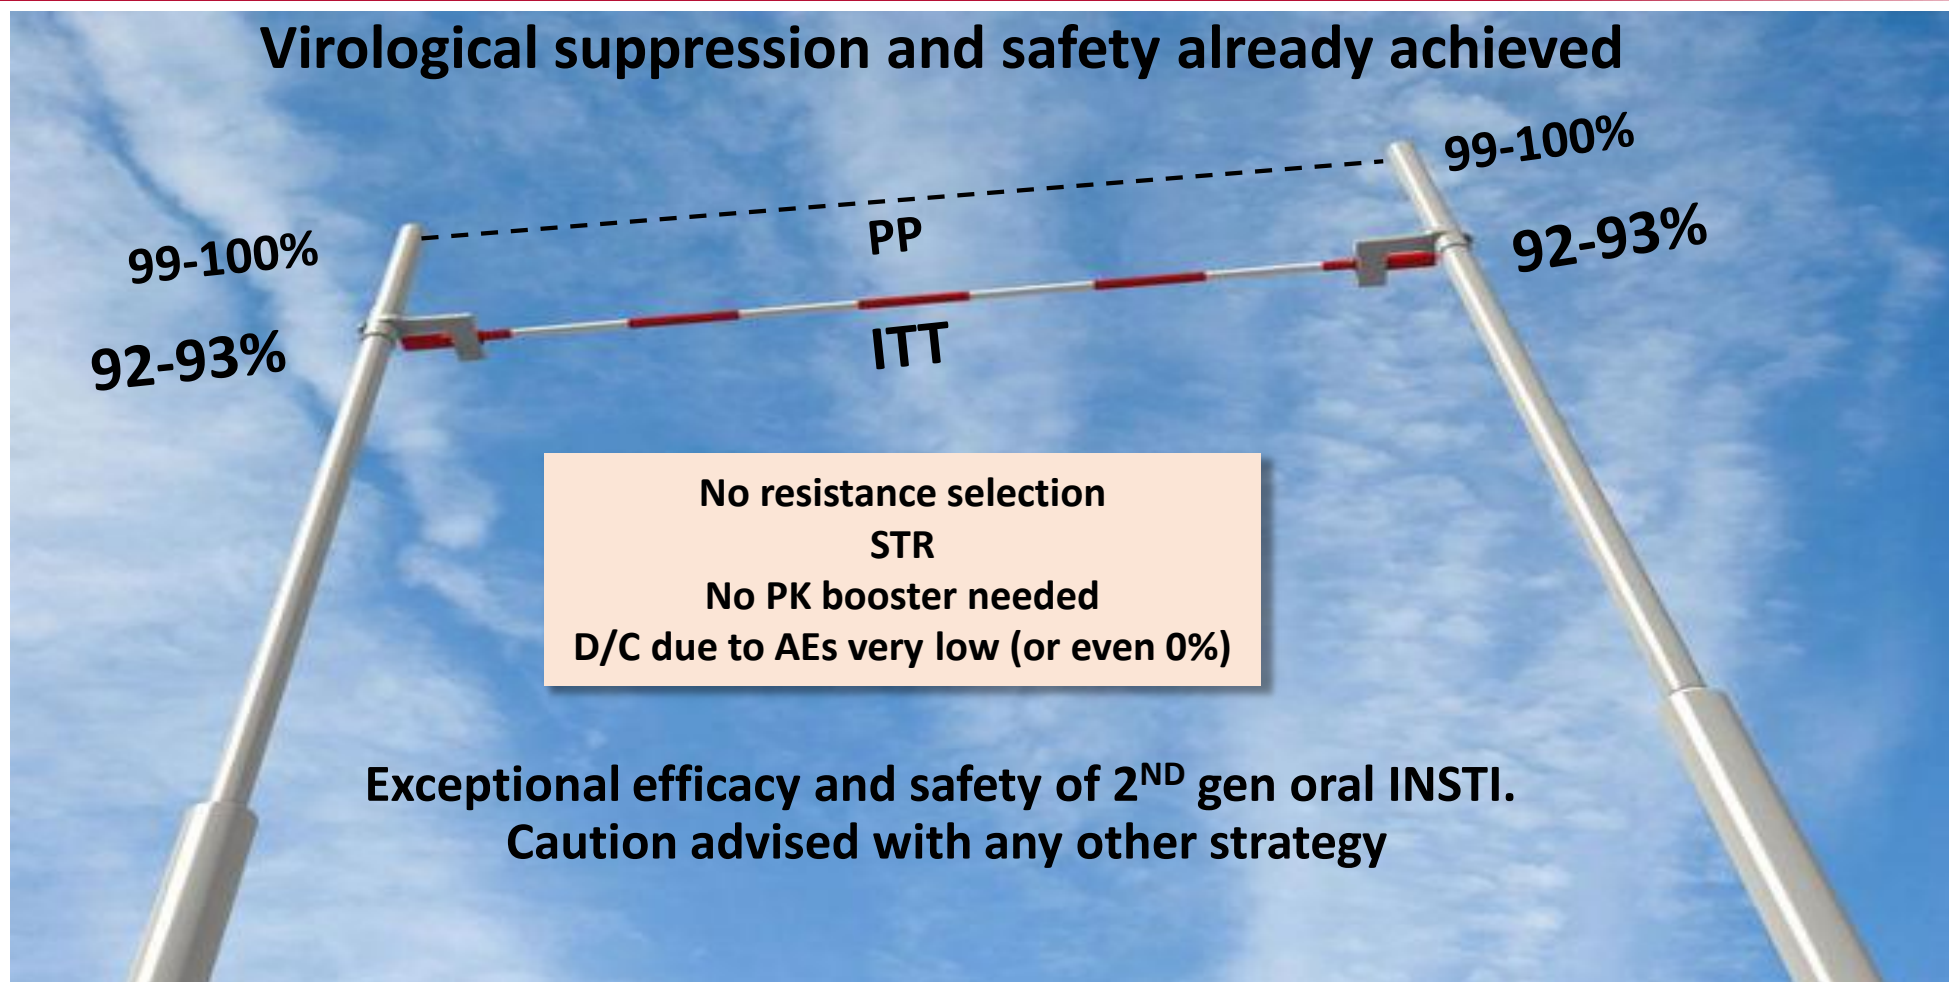 Virological suppression and safety already achieved
99-100%
99-100%
PP
92-93%
92-93%
ITT
No resistance selection
STR
No PK booster needed
D/C due to AEs very low (or even 0%)
Exceptional efficacy and safety of 2ND gen oral INSTI.
Caution advised with any other strategy